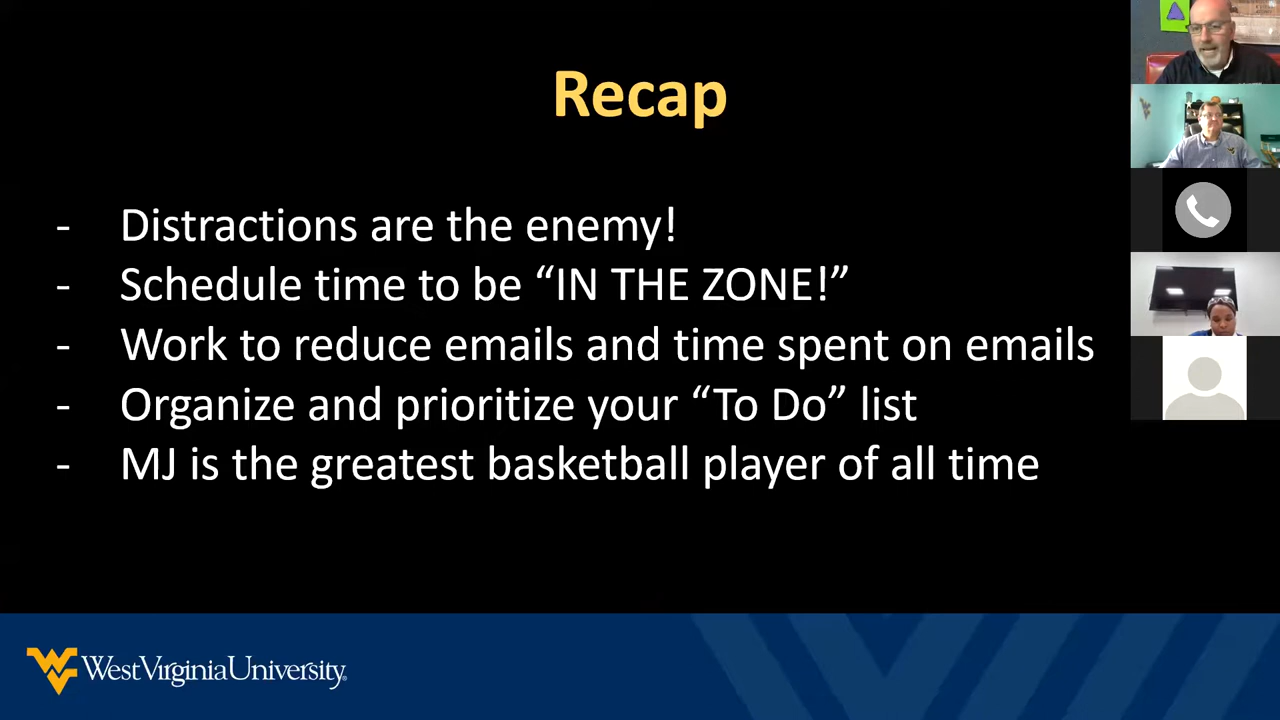 Recap
- Distractions are the enemy!
- Schedule time to be “IN THE ZONE!”
- Work to reduce emails and time spent on emails
- Organize and prioritize your “To Do” list
- MJ is the greatest basketball player of all time
WestVirginiaUniversity®